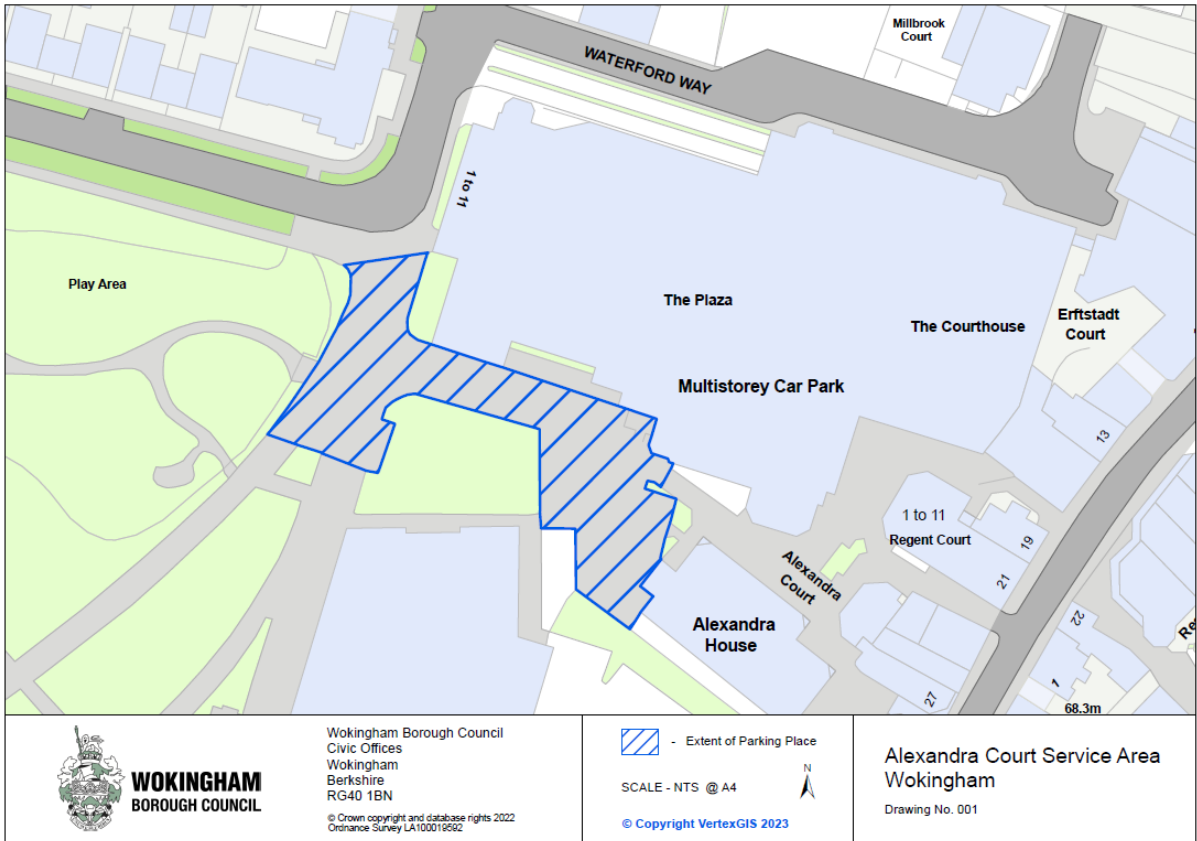 Millbrook
Court
WATERFORD WAY
1 to 11
Play Area
The Plaza
The Courthouse
Erftstadt
Court
Multistorey Car Park
13
1 to 11
Regent Court
19
21
Alexandra
Court
Alexandra
House
22
1
27
68.3m
WOKINGHAM
BOROUGH COUNCIL
Wokingham Borough Council
Civic Offices
Wokingham
Berkshire
RG40 1BN
© Crown copyright and database rights 2022
Ordnance Survey LA100019592
- Extent of Parking Place
SCALE - NTS @ A4
N
© Copyright VertexGIS 2023
Alexandra Court Service Area
Wokingham
Drawing No. 001